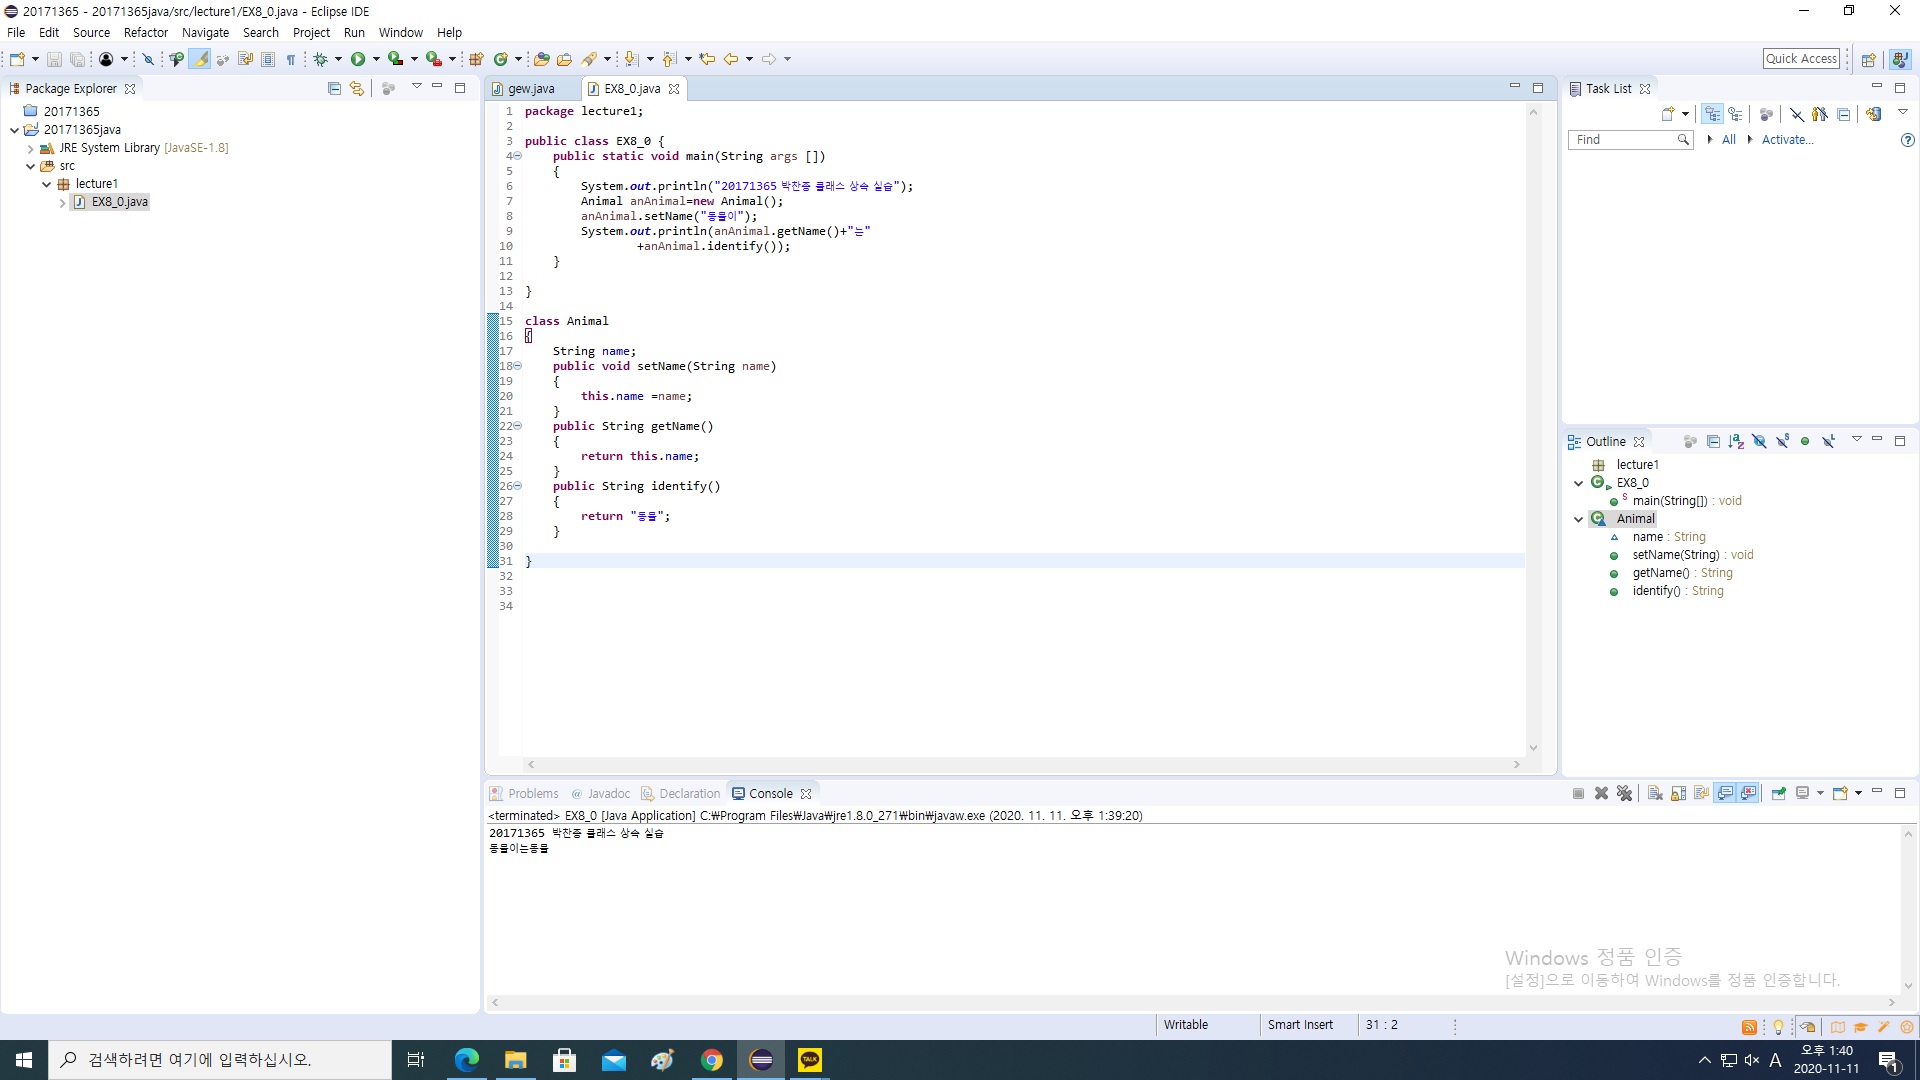 20171365 - 20171365java/src/lecture1/EX8_0.java - Eclipse IDE
File Edit Source Refactor Navigate Search Project Run Window Help
Quick Access
Package Explorer
20171365
20171365java
JRE System Library [JavaSE-1.8]
src
lecture1
EX8_0.java
gew.java EX8_0.java
1 package lecture1;
2
3 public class EX8_0 {
4 public static void main(String args [])
5 {
6 System.out.println("20171365 박찬종 클래스 상속 실습");
7 Animal anAnimal=new Animal();
8 anAnimal.setName("동물이");
9 System.out.println(anAnimal.getName()+"는"
10 +anAnimal.identify());
11 }
12
13 }
14
15 class Animal
16 {
17 String name;
18 public void setName(String name)
19 {
20 this.name =name;
21 }
22 public String getName()
23 {
24 return this.name;
25 }
26 public String identify()
27 {
28 return "동물";
29 }
30
31 }
32
33
34
Task List
Find All Activate...
Outline
lecture1
EX8_0
main(String[]) : void
Animal
name : String
setName(String) : void
getName() : String
identify() : String
Problems Javadoc Declaration Console
<terminated> EX8_0 [Java Application] C:₩Program Files₩Java₩jre1.8.0_271₩bin₩javaw.exe (2020. 11. 11. 오후 1:39:20)
20171365 박찬종 클래스 상속 실습
동물이는동물
Windows 정품 인증
[설정]으로 이동하여 Windows를 정품 인증합니다.
Writable Smart Insert 31 : 2
검색하려면 여기에 입력하십시오.
TALK
A
오후 1:40
2020-11-11
1